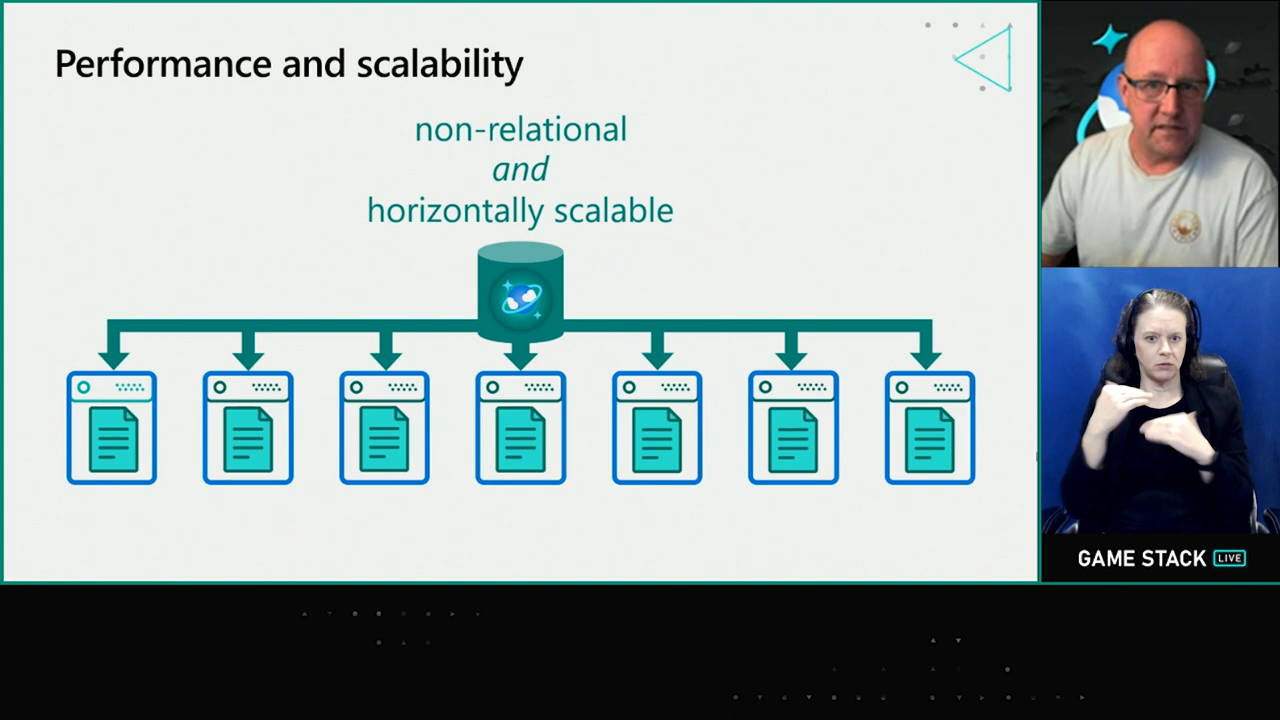 Performance and scalability
non-relational
and
horizontally scalable
GAME STACK LIVE